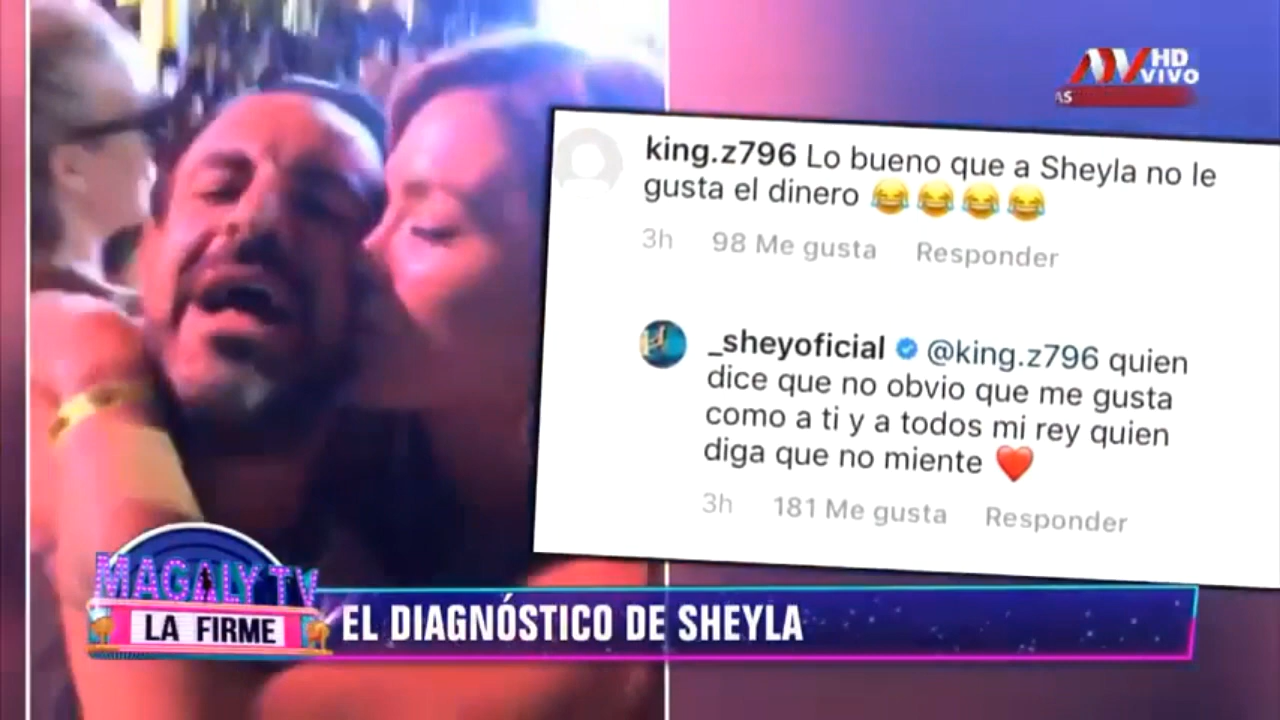 ATV HD
VIVO
AS
king.z796 Lo bueno que a Sheyla no le
gusta el dinero 😂😂😂😂
3h 98 Me gusta Responder
_sheyoficial @king.z796 quien
dice que no obvio que me gusta
como a ti y a todos mi rey quien
diga que no miente ❤️
3h 181 Me gusta Responder
MAGALY TV
LA FIRME
EL DIAGNÓSTICO DE SHEYLA